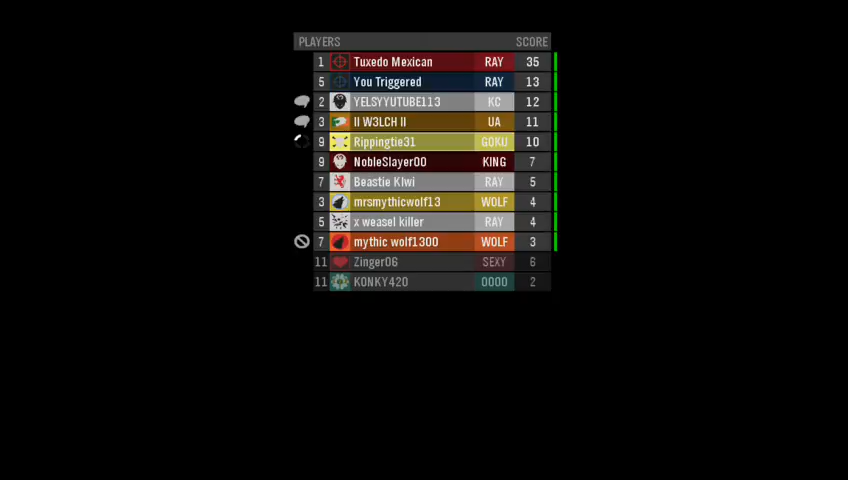 PLAYERS SCORE
1 Tuxedo Mexican RAY 35
5 You Triggered RAY 13
2 YELSYYUTUBE113 KC 12
3 II W3LCH II UA 11
9 Rippingtie31 GOKU 10
9 NobleSlayer00 KING 7
7 Beastie KIwi RAY 5
3 mrsmythicwolf13 WOLF 4
5 x weasel killer RAY 4
7 mythic wolf1300 WOLF 3
11 Zinger06 SEXY 6
11 KONKY420 0000 2